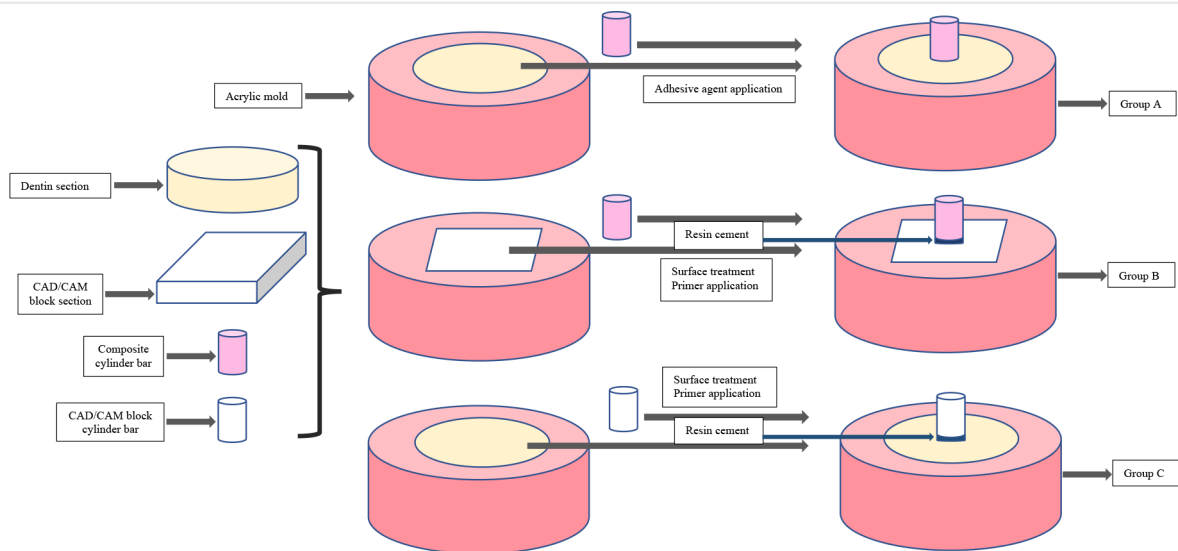 Acrylic mold
Adhesive agent application
Group A
Dentin section
CAD/CAM
block section
Composite
cylinder bar
CAD/CAM block
cylinder bar
Resin cement
Surface treatment
Primer application
Group B
Surface treatment
Primer application
Resin cement
Group C